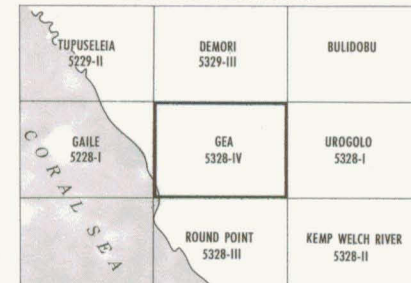 TUPUSELEIA
5229-II
DEMORI
5329-III
BULIDOBU
GAILE
5228-I
GEA
5328-IV
UROGOLO
5328-I
CORAL SEA
ROUND POINT
5328-III
KEMP WELCH RIVER
5328-II